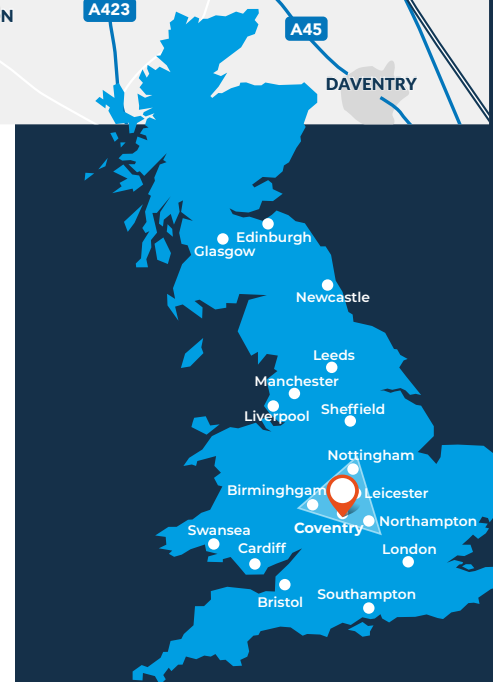 N
A423
A45
DAVENTRY
Edinburgh
Glasgow
Newcastle
Leeds
Manchester
Liverpool
Sheffield
Nottingham
Birminghgam
Leicester
Coventry
Northampton
Swansea
Cardiff
London
Bristol
Southampton